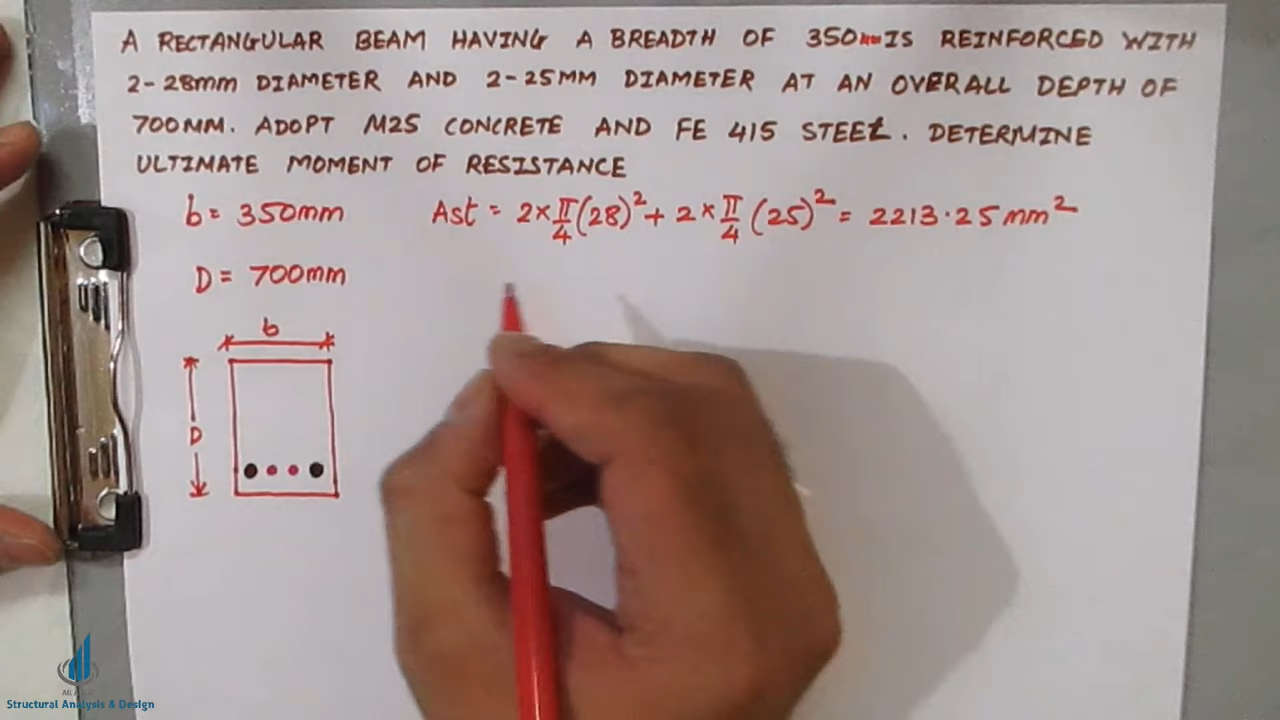 A RECTANGULAR BEAM HAVING A BREADTH OF 350mm IS REINFORCED WITH
2-28mm DIAMETER AND 2-25MM DIAMETER AT AN OVERALL DEPTH OF
700MM. ADOPT M25 CONCRETE AND FE 415 STEEL. DETERMINE
ULTIMATE MOMENT OF RESISTANCE
b= 350mm
Ast = 2×π/4(28)²+ 2×π/4(25)² = 2213.25mm²
D= 700mm
b
D
Structural Analysis & Design